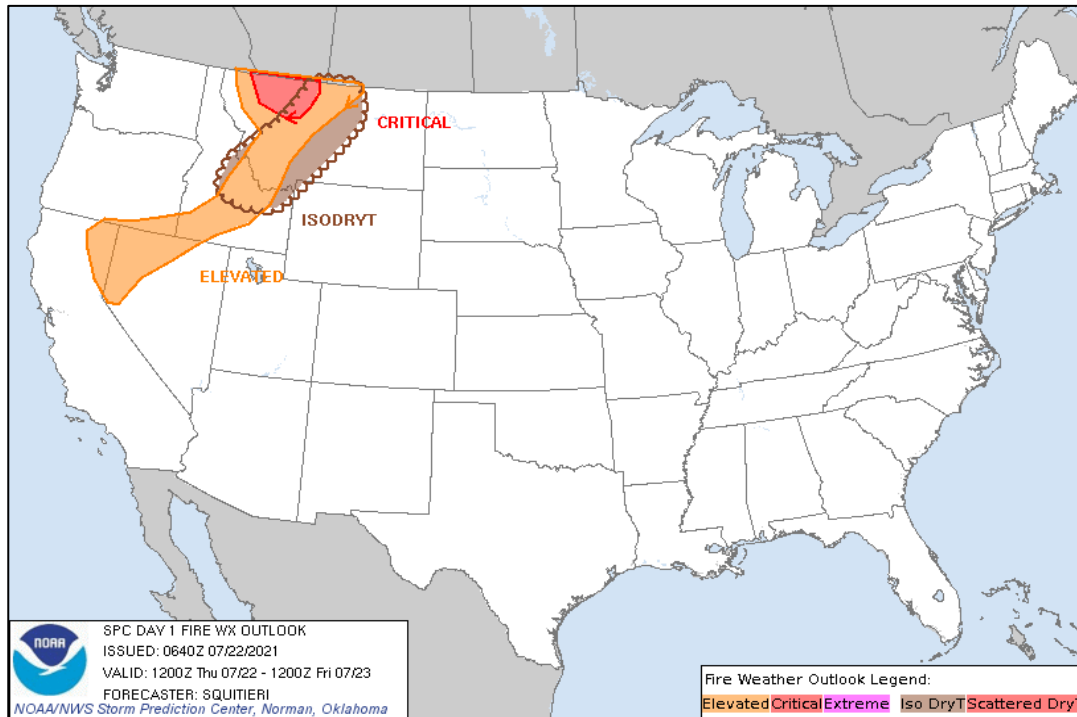 CRITICAL
ISODRYT
ELEVATED
NOAA
SPC DAY 1 FIRE WX OUTLOOK
ISSUED: 0640Z 07/22/2021
VALID: 1200Z Thu 07/22 - 1200Z Fri 07/23
FORECASTER: SQUITIERI
NOAA/NWS Storm Prediction Center, Norman, Oklahoma
Fire Weather Outlook Legend:
Elevated Critical Extreme Iso DryT Scattered DryT